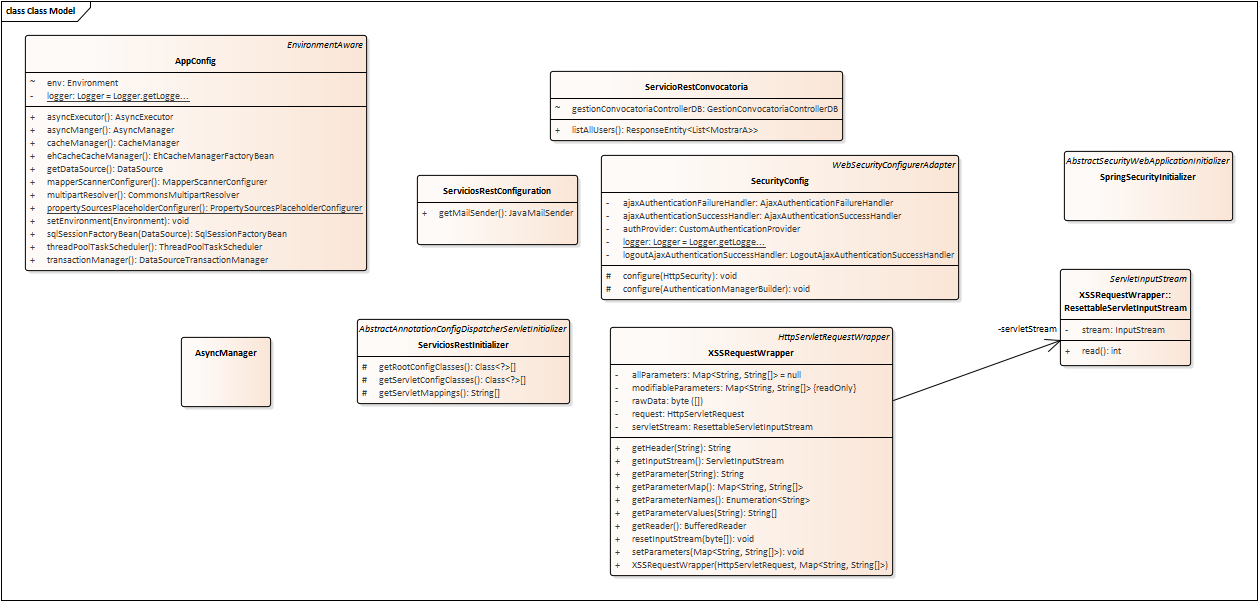 class Class Model
EnvironmentAware
AppConfig
~ env: Environment
- logger: Logger = Logger.getLogge...
+ asyncExecutor(): AsyncExecutor
+ asyncManger(): AsyncManager
+ cacheManager(): CacheManager
+ ehCacheCacheManager(): EhCacheManagerFactoryBean
+ getDataSource(): DataSource
+ mapperScannerConfigurer(): MapperScannerConfigurer
+ multipartResolver(): CommonsMultipartResolver
+ propertySourcesPlaceholderConfigurer(): PropertySourcesPlaceholderConfigurer
+ setEnvironment(Environment): void
+ sqlSessionFactoryBean(DataSource): SqlSessionFactoryBean
+ threadPoolTaskScheduler(): ThreadPoolTaskScheduler
+ transactionManager(): DataSourceTransactionManager
ServicioRestConvocatoria
~ gestionConvocatoriaControllerDB: GestionConvocatoriaControllerDB
+ listAllUsers(): ResponseEntity<List<MostrarA>>
ServiciosRestConfiguration
+ getMailSender(): JavaMailSender
WebSecurityConfigurerAdapter
SecurityConfig
- ajaxAuthenticationFailureHandler: AjaxAuthenticationFailureHandler
- ajaxAuthenticationSuccessHandler: AjaxAuthenticationSuccessHandler
- authProvider: CustomAuthenticationProvider
- logger: Logger = Logger.getLogge...
- logoutAjaxAuthenticationSuccessHandler: LogoutAjaxAuthenticationSuccessHandler
# configure(HttpSecurity): void
# configure(AuthenticationManagerBuilder): void
AbstractSecurityWebApplicationInitializer
SpringSecurityInitializer
ServletInputStream
XSSRequestWrapper::
ResettableServletInputStream
- stream: InputStream
+ read(): int
-servletStream
AsyncManager
AbstractAnnotationConfigDispatcherServletInitializer
ServiciosRestInitializer
# getRootConfigClasses(): Class<?>[]
# getServletConfigClasses(): Class<?>[]
# getServletMappings(): String[]
HttpServletRequestWrapper
XSSRequestWrapper
- allParameters: Map<String, String[]> = null
- modifiableParameters: Map<String, String[]> {readOnly}
- rawData: byte ([])
- request: HttpServletRequest
- servletStream: ResettableServletInputStream
+ getHeader(String): String
+ getInputStream(): ServletInputStream
+ getParameter(String): String
+ getParameterMap(): Map<String, String[]>
+ getParameterNames(): Enumeration<String>
+ getParameterValues(String): String[]
+ getReader(): BufferedReader
+ resetInputStream(byte[]): void
+ setParameters(Map<String, String[]>): void
+ XSSRequestWrapper(HttpServletRequest, Map<String, String[]>)